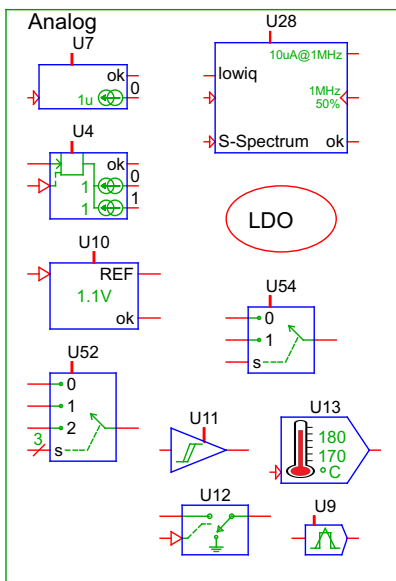 Analog
U7
ok
0
1u
U28
10uA@1MHz
lowiq
1MHz
50%
S-Spectrum ok
U4
ok
0
1
1
1
LDO
U10
REF
1.1V
ok
U54
0
1
s
U52
0
1
2
3
s
U11
U13
180
170
°C
U12
U9